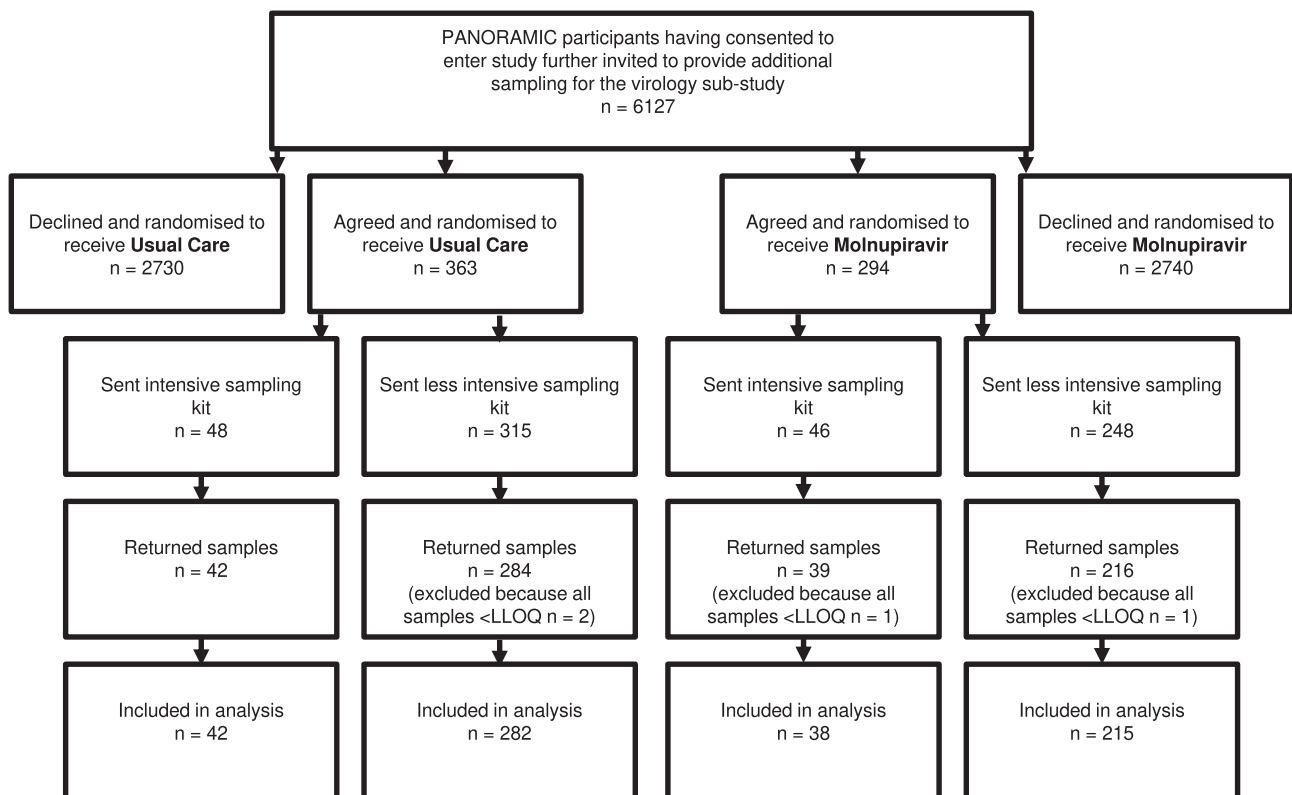 PANORAMIC participants having consented to
enter study further invited to provide additional
sampling for the virology sub-study
n = 6127
Declined and randomised to
receive Usual Care
n = 2730
Agreed and randomised to
receive Usual Care
n = 363
Agreed and randomised to
receive Molnupiravir
n = 294
Declined and randomised to
receive Molnupiravir
n = 2740
Sent intensive sampling
kit
n = 48
Sent less intensive sampling
kit
n = 315
Sent intensive sampling
kit
n = 46
Sent less intensive sampling
kit
n = 248
Returned samples
n = 42
Returned samples
n = 284
(excluded because all
samples <LLOQ n = 2)
Returned samples
n = 39
(excluded because all
samples <LLOQ n = 1)
Returned samples
n = 216
(excluded because all
samples <LLOQ n = 1)
Included in analysis
n = 42
Included in analysis
n = 282
Included in analysis
n = 38
Included in analysis
n = 215